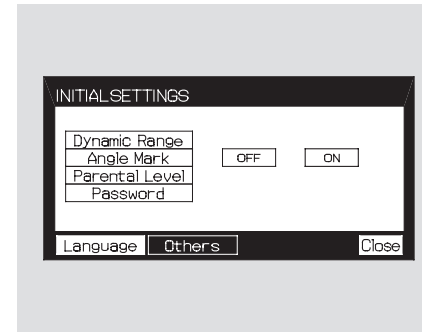 INITIALSETTINGS
Dynamic Range
Angle Mark OFF ON
Parental Level
Password
Language Others Close